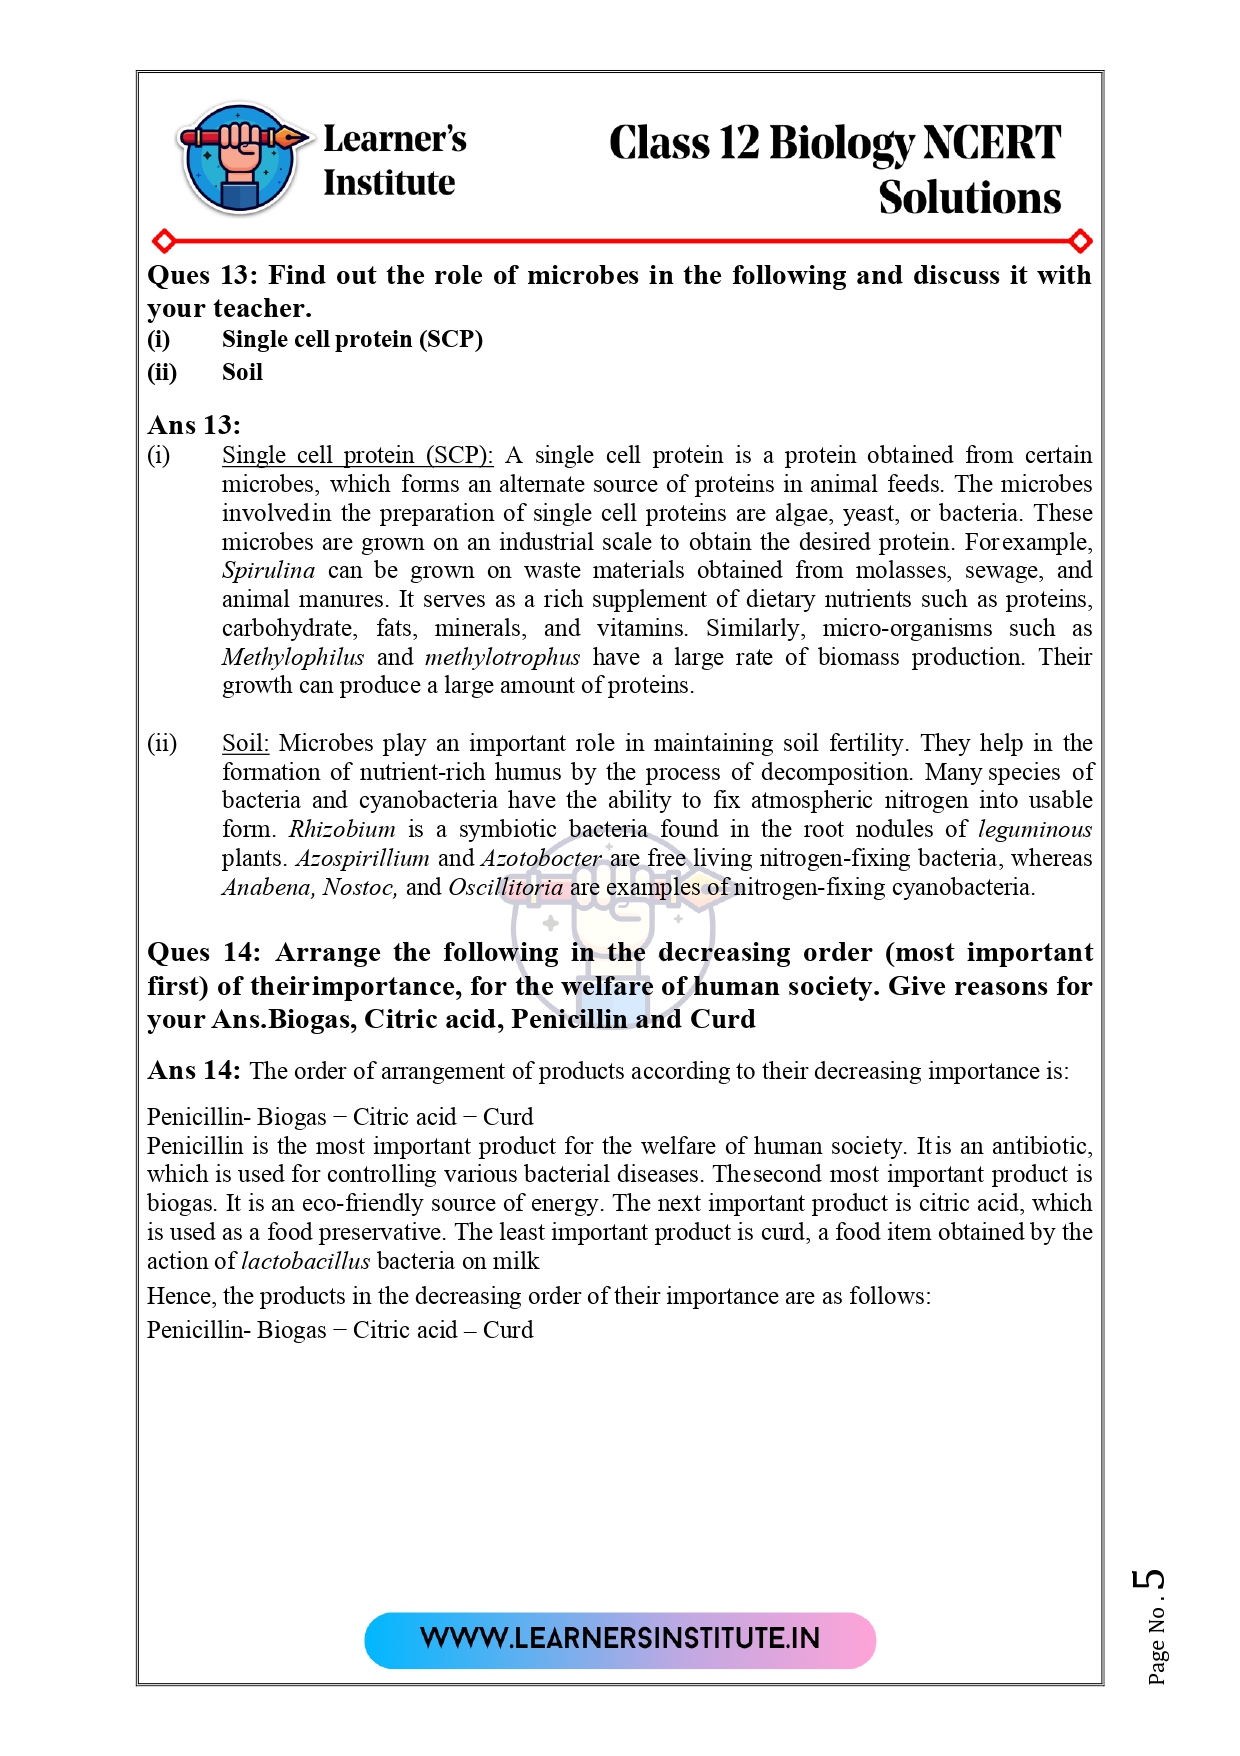 Learner's
Institute
Class 12 Biology NCERT
Solutions
Ques 13: Find out the role of microbes in the following and discuss it with
your teacher.
(i) Single cell protein (SCP)
(ii) Soil
Ans 13:
(i) Single cell protein (SCP): A single cell protein is a protein obtained from certain
microbes, which forms an alternate source of proteins in animal feeds. The microbes
involvedin the preparation of single cell proteins are algae, yeast, or bacteria. These
microbes are grown on an industrial scale to obtain the desired protein. Forexample,
Spirulina can be grown on waste materials obtained from molasses, sewage, and
animal manures. It serves as a rich supplement of dietary nutrients such as proteins,
carbohydrate, fats, minerals, and vitamins. Similarly, micro-organisms such as
Methylophilus and methylotrophus have a large rate of biomass production. Their
growth can produce a large amount of proteins.
(ii) Soil: Microbes play an important role in maintaining soil fertility. They help in the
formation of nutrient-rich humus by the process of decomposition. Many species of
bacteria and cyanobacteria have the ability to fix atmospheric nitrogen into usable
form. Rhizobium is a symbiotic bacteria found in the root nodules of leguminous
plants. Azospirillium and Azotobocter are free living nitrogen-fixing bacteria, whereas
Anabena, Nostoc, and Oscillitoria are examples of nitrogen-fixing cyanobacteria.
Ques 14: Arrange the following in the decreasing order (most important
first) of theirimportance, for the welfare of human society. Give reasons for
your Ans.Biogas, Citric acid, Penicillin and Curd
Ans 14: The order of arrangement of products according to their decreasing importance is:
Penicillin- Biogas − Citric acid − Curd
Penicillin is the most important product for the welfare of human society. Itis an antibiotic,
which is used for controlling various bacterial diseases. Thesecond most important product is
biogas. It is an eco-friendly source of energy. The next important product is citric acid, which
is used as a food preservative. The least important product is curd, a food item obtained by the
action of lactobacillus bacteria on milk
Hence, the products in the decreasing order of their importance are as follows:
Penicillin- Biogas − Citric acid – Curd
WWW.LEARNERSINSTITUTE.IN
Page No. 5